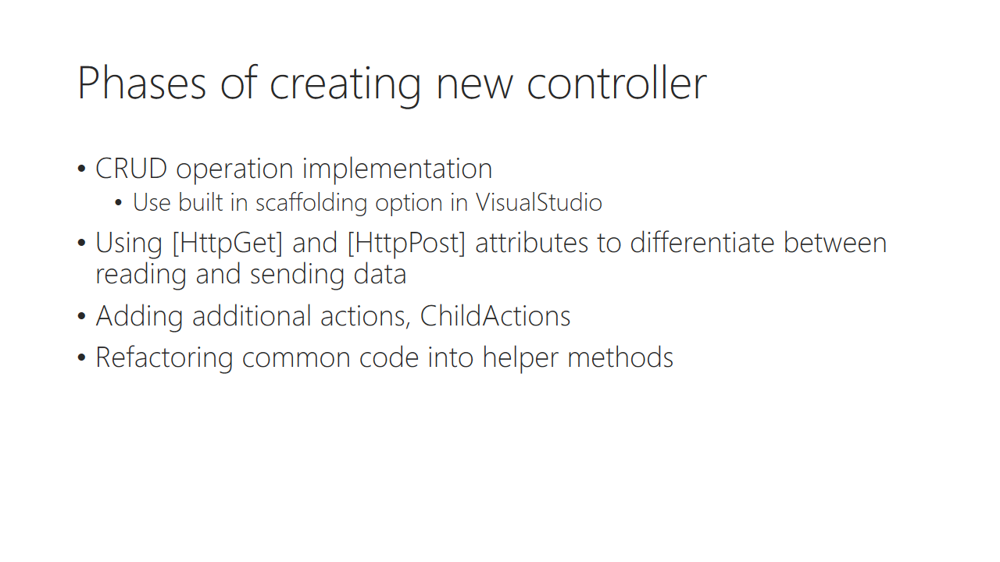 Phases of creating new controller
• CRUD operation implementation
• Use built in scaffolding option in VisualStudio
• Using [HttpGet] and [HttpPost] attributes to differentiate between
reading and sending data
• Adding additional actions, ChildActions
• Refactoring common code into helper methods